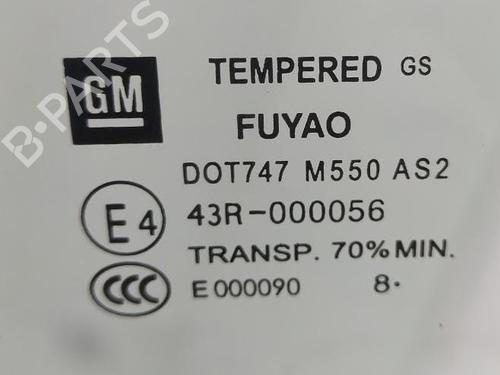 GM
TEMPERED GS
FUYAO
DOT747 M550 AS2
E4 43R-000056
TRANSP. 70% MIN.
CCC E000090 8.
B-PARTS